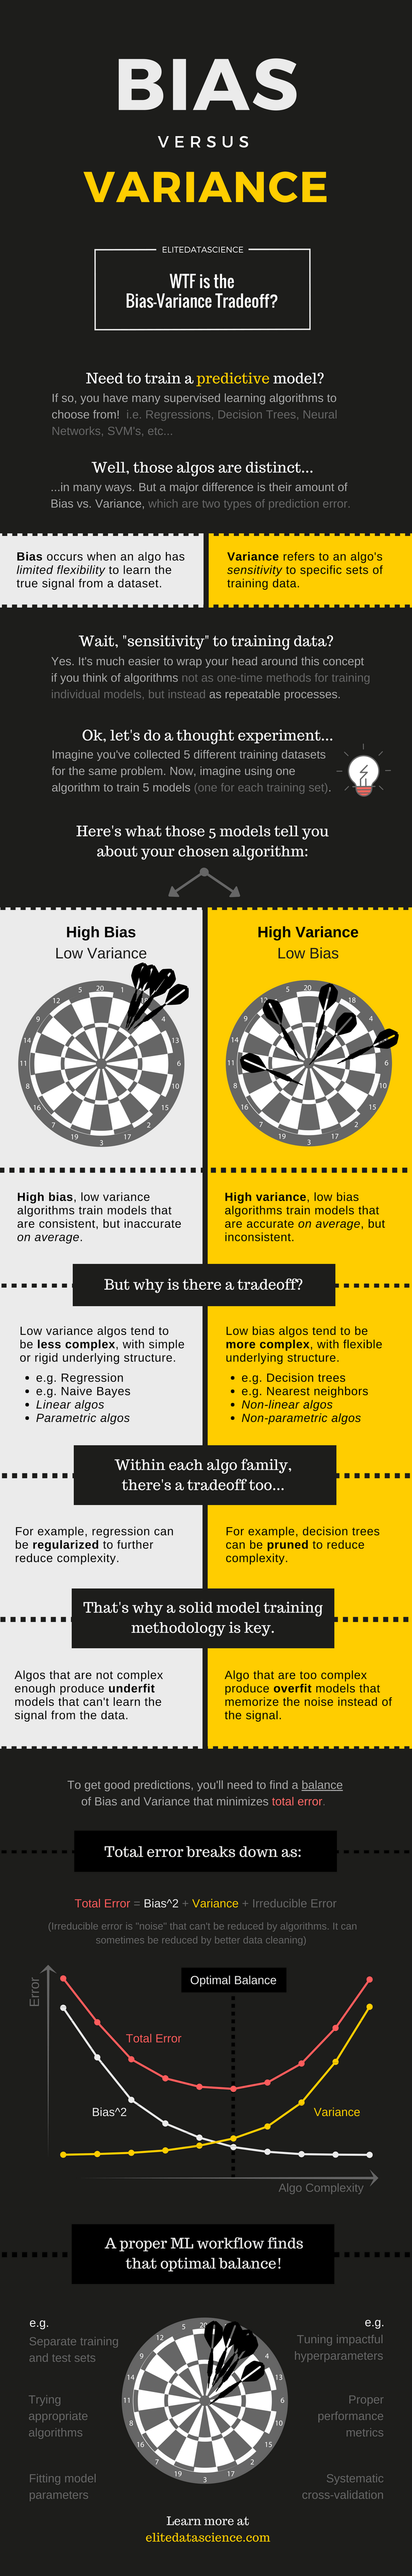 BIAS
VERSUS
VARIANCE
ELITEDATASCIENCE
WTF is the
Bias-Variance Tradeoff?
Need to train a predictive model?
If so, you have many supervised learning algorithms to
choose from! i.e. Regressions, Decision Trees, Neural
Networks, SVM's, etc...
Well, those algos are distinct...
...in many ways. But a major difference is their amount of
Bias vs. Variance, which are two types of prediction error.
Bias occurs when an algo has
limited flexibility to learn the
true signal from a dataset.
Variance refers to an algo's
sensitivity to specific sets of
training data.
Wait, "sensitivity" to training data?
Yes. It's much easier to wrap your head around this concept
if you think of algorithms not as one-time methods for training
individual models, but instead as repeatable processes.
Ok, let's do a thought experiment...
Imagine you've collected 5 different training datasets
for the same problem. Now, imagine using one
algorithm to train 5 models (one for each training set).
Here's what those 5 models tell you
about your chosen algorithm:
High Bias
Low Variance
5 20 1
12
9 4
14 13
11 6
8 10
16 15
7 2
19 3 17
High Variance
Low Bias
5 20
12
9 4
14
11 6
8 10
16 15
7 2
19 3 17
High bias, low variance
algorithms train models that
are consistent, but inaccurate
on average.
High variance, low bias
algorithms train models that
are accurate on average, but
inconsistent.
But why is there a tradeoff?
Low variance algos tend to
be less complex, with simple
or rigid underlying structure.
• e.g. Regression
• e.g. Naive Bayes
• Linear algos
• Parametric algos
Low bias algos tend to be
more complex, with flexible
underlying structure.
• e.g. Decision trees
• e.g. Nearest neighbors
• Non-linear algos
• Non-parametric algos
Within each algo family,
there's a tradeoff too...
For example, regression can
be regularized to further
reduce complexity.
For example, decision trees
can be pruned to reduce
complexity.
That's why a solid model training
methodology is key.
Algos that are not complex
enough produce underfit
models that can't learn the
signal from the data.
Algo that are too complex
produce overfit models that
memorize the noise instead of
the signal.
To get good predictions, you'll need to find a balance
of Bias and Variance that minimizes total error.
Total error breaks down as:
Total Error = Bias^2 + Variance + Irreducible Error
(Irreducible error is "noise" that can't be reduced by algorithms. It can
sometimes be reduced by better data cleaning)
Error
Optimal Balance
Total Error
Bias^2
Variance
Algo Complexity
A proper ML workflow finds
that optimal balance!
e.g.
Separate training
and test sets
Trying
appropriate
algorithms
Fitting model
parameters
5 20
12
9 4
14 13
11 6
8 10
16 15
7 2
19 3 17
e.g.
Tuning impactful
hyperparameters
Proper
performance
metrics
Systematic
cross-validation
Learn more at
elitedatascience.com